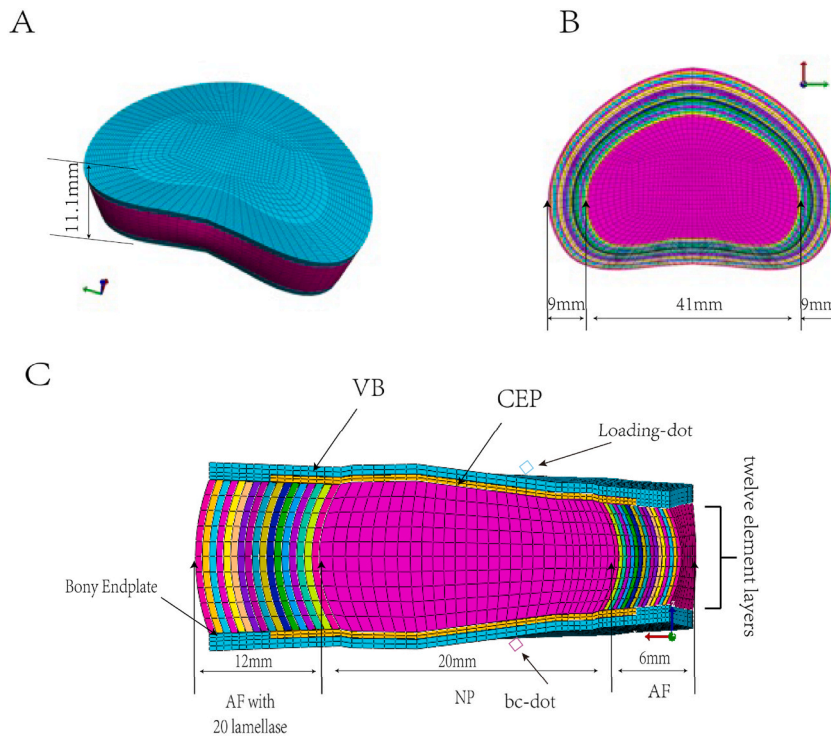 A
B
11.1mm
9mm
41mm
9mm
C
VB
CEP
Loading-dot
twelve element layers
Bony Endplate
12mm
20mm
6mm
AF with
20 lamellase
NP
bc-dot
AF